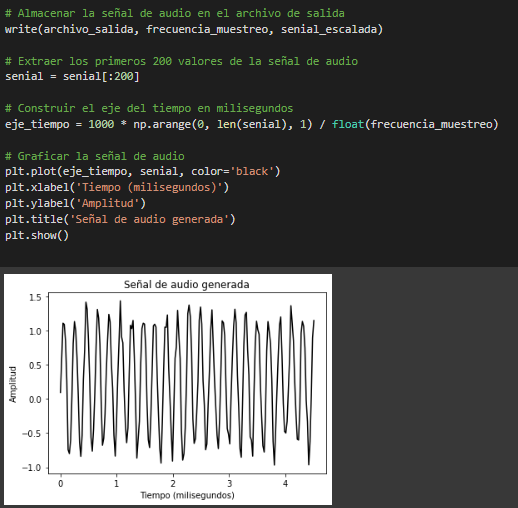 # Almacenar la señal de audio en el archivo de salida
write(archivo_salida, frecuencia_muestreo, senial_escalada)
# Extraer los primeros 200 valores de la señal de audio
senial = senial[:200]
# Construir el eje del tiempo en milisegundos
eje_tiempo = 1000 * np.arange(0, len(senial), 1) / float(frecuencia_muestreo)
# Graficar la señal de audio
plt.plot(eje_tiempo, senial, color='black')
plt.xlabel('Tiempo (milisegundos)')
plt.ylabel('Amplitud')
plt.title('Señal de audio generada')
plt.show()
Señal de audio generada
1.5
1.0
0.5
0.0
−0.5
−1.0
Amplitud
0 1 2 3 4
Tiempo (milisegundos)